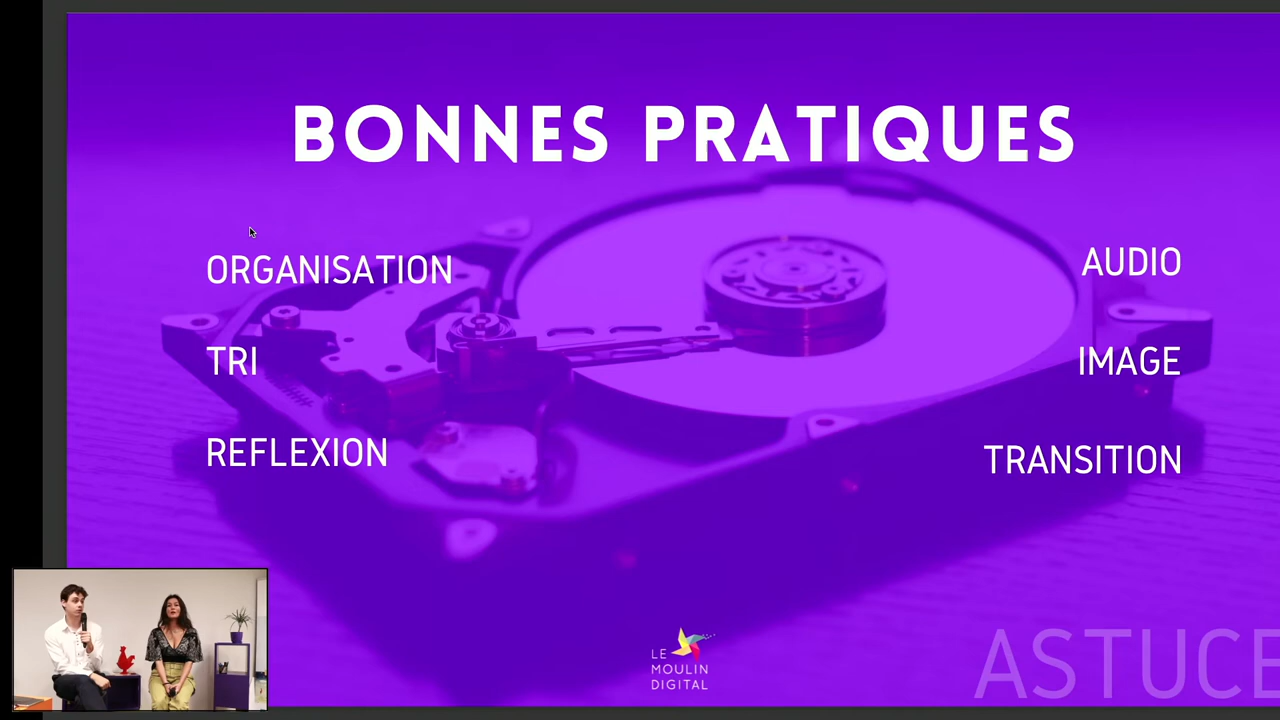 BONNES PRATIQUES
ORGANISATION
TRI
REFLEXION
AUDIO
IMAGE
TRANSITION
LE
MOULIN
DIGITAL
ASTUCE